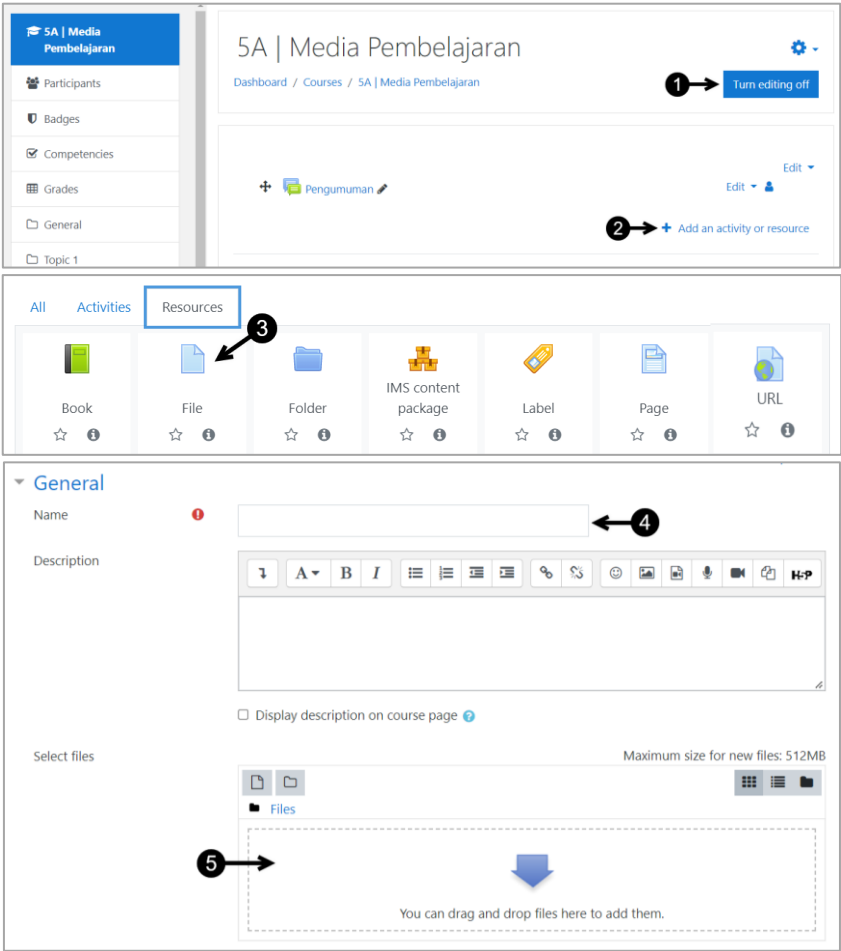 5A | Media
Pembelajaran
Participants
Badges
Competencies
Grades
General
Topic 1
5A | Media Pembelajaran
Dashboard / Courses / 5A | Media Pembelajaran
1
Turn editing off
Edit
Pengumuman
Edit
2
+ Add an activity or resource
All Activities Resources
3
Book
File
Folder
IMS content
package
Label
Page
URL
General
Name
4
Description
A B I
H-P
Display description on course page ?
Select files
Maximum size for new files: 512MB
Files
5
You can drag and drop files here to add them.